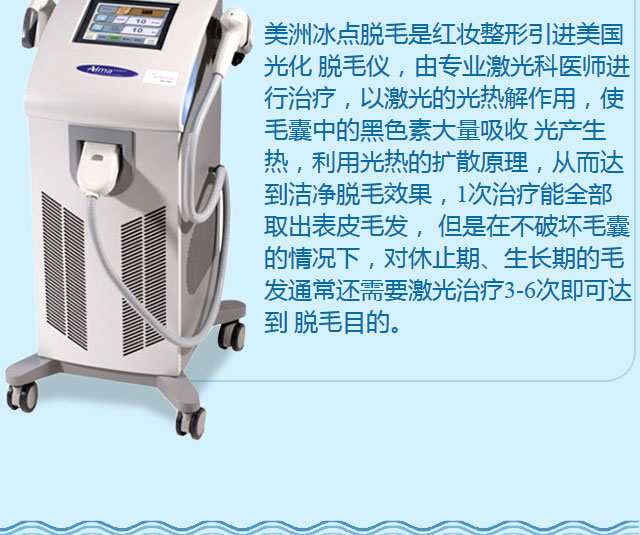 美洲冰点脱毛是红妆整形引进美国
光化 脱毛仪，由专业激光科医师进
行治疗，以激光的光热解作用，使
毛囊中的黑色素大量吸收 光产生
热，利用光热的扩散原理，从而达
到洁净脱毛效果，1次治疗能全部
取出表皮毛发， 但是在不破坏毛囊
的情况下，对休止期、生长期的毛
发通常还需要激光治疗3-6次即可达
到 脱毛目的。
Alma